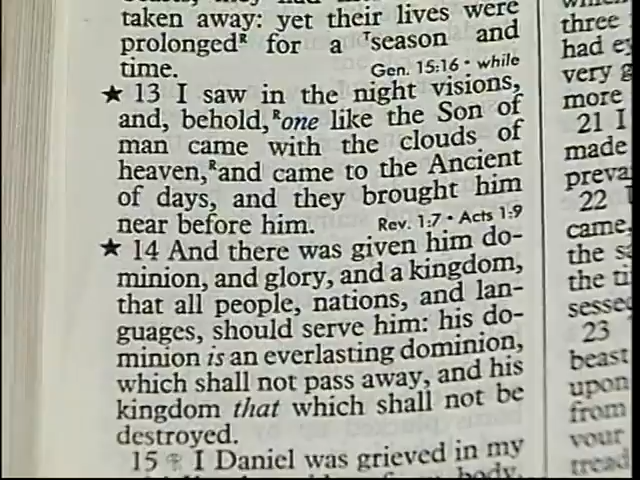 taken away: yet their lives were
prolongedᴿ for a ᵀseason and
time. Gen. 15:16 • while
★ 13 I saw in the night visions,
and, behold,ᴿone like the Son of
man came with the clouds of
heaven,ᴿand came to the Ancient
of days, and they brought him
near before him. Rev. 1:7 • Acts 1:9
★ 14 And there was given him do-
minion, and glory, and a kingdom,
that all people, nations, and lan-
guages, should serve him: his do-
minion is an everlasting dominion,
which shall not pass away, and his
kingdom that which shall not be
destroyed.
15 I Daniel was grieved in my
body,
three
had
very
more
21 I
made
22
came,
the
the
23
beast
upon
from
your
tread